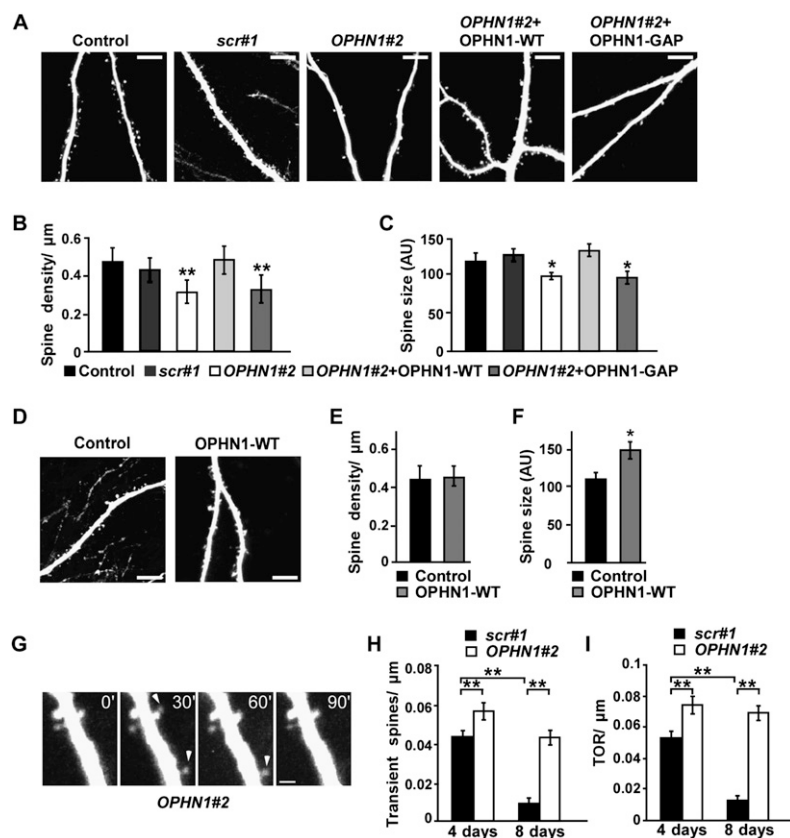 A
Control
scr#1
OPHN1#2
OPHN1#2+
OPHN1-WT
OPHN1#2+
OPHN1-GAP
B
Spine density/ µm
0.6
0.4
0.2
0
**
**
C
Spine size (AU)
150
100
50
0
*
*
Control scr#1 OPHN1#2 OPHN1#2+OPHN1-WT OPHN1#2+OPHN1-GAP
D
Control
OPHN1-WT
E
Spine density/ µm
0.6
0.4
0.2
0
Control
OPHN1-WT
F
Spine size (AU)
150
100
50
0
*
Control
OPHN1-WT
G
0' 30' 60' 90'
OPHN1#2
H
scr#1
OPHN1#2
Transient spines/ µm
0.08
0.06
0.04
0.02
0
**
**
**
4 days 8 days
I
scr#1
OPHN1#2
TOR/ µm
0.1
0.08
0.06
0.04
0.02
0
**
**
**
4 days 8 days